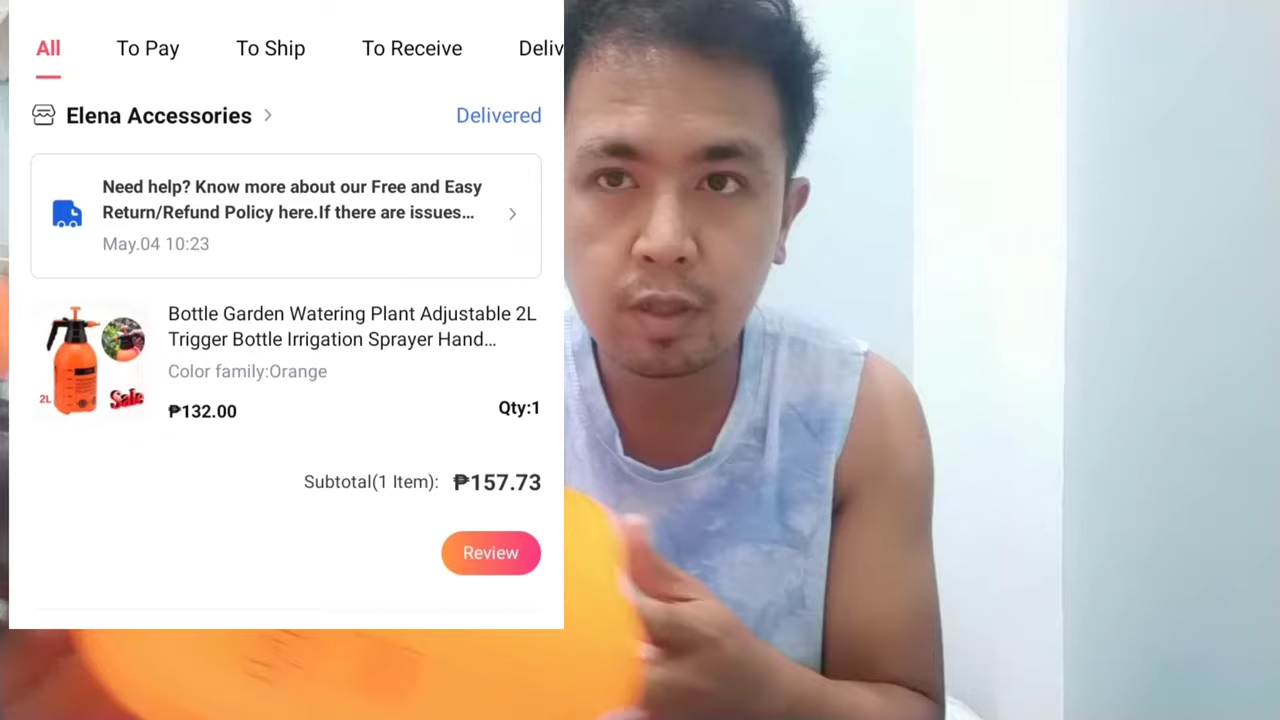 All To Pay To Ship To Receive Deliv
Elena Accessories Delivered
Need help? Know more about our Free and Easy
Return/Refund Policy here.If there are issues...
May.04 10:23
Bottle Garden Watering Plant Adjustable 2L
Trigger Bottle Irrigation Sprayer Hand...
Color family:Orange
2L
Sale
₱132.00 Qty:1
Subtotal(1 Item): ₱157.73
Review